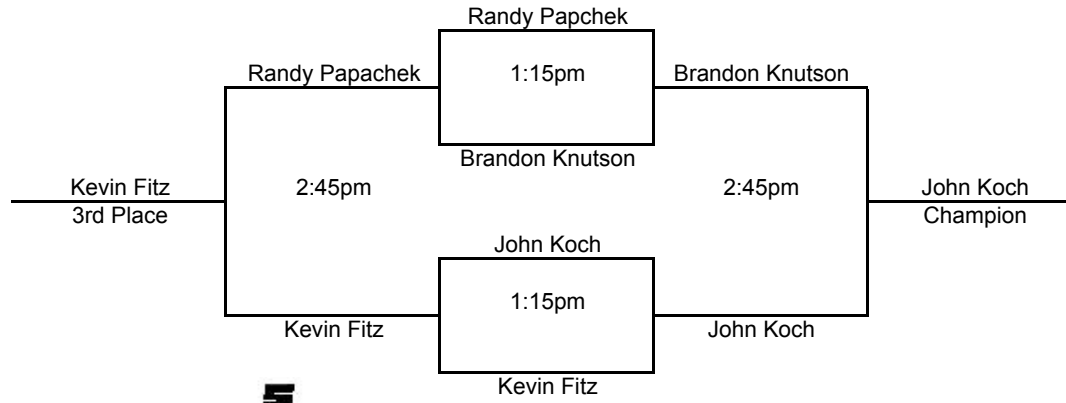 Randy Papchek
Randy Papachek
1:15pm
Brandon Knutson
Brandon Knutson
Kevin Fitz
2:45pm
2:45pm
John Koch
3rd Place
Champion
John Koch
1:15pm
Kevin Fitz
John Koch
Kevin Fitz